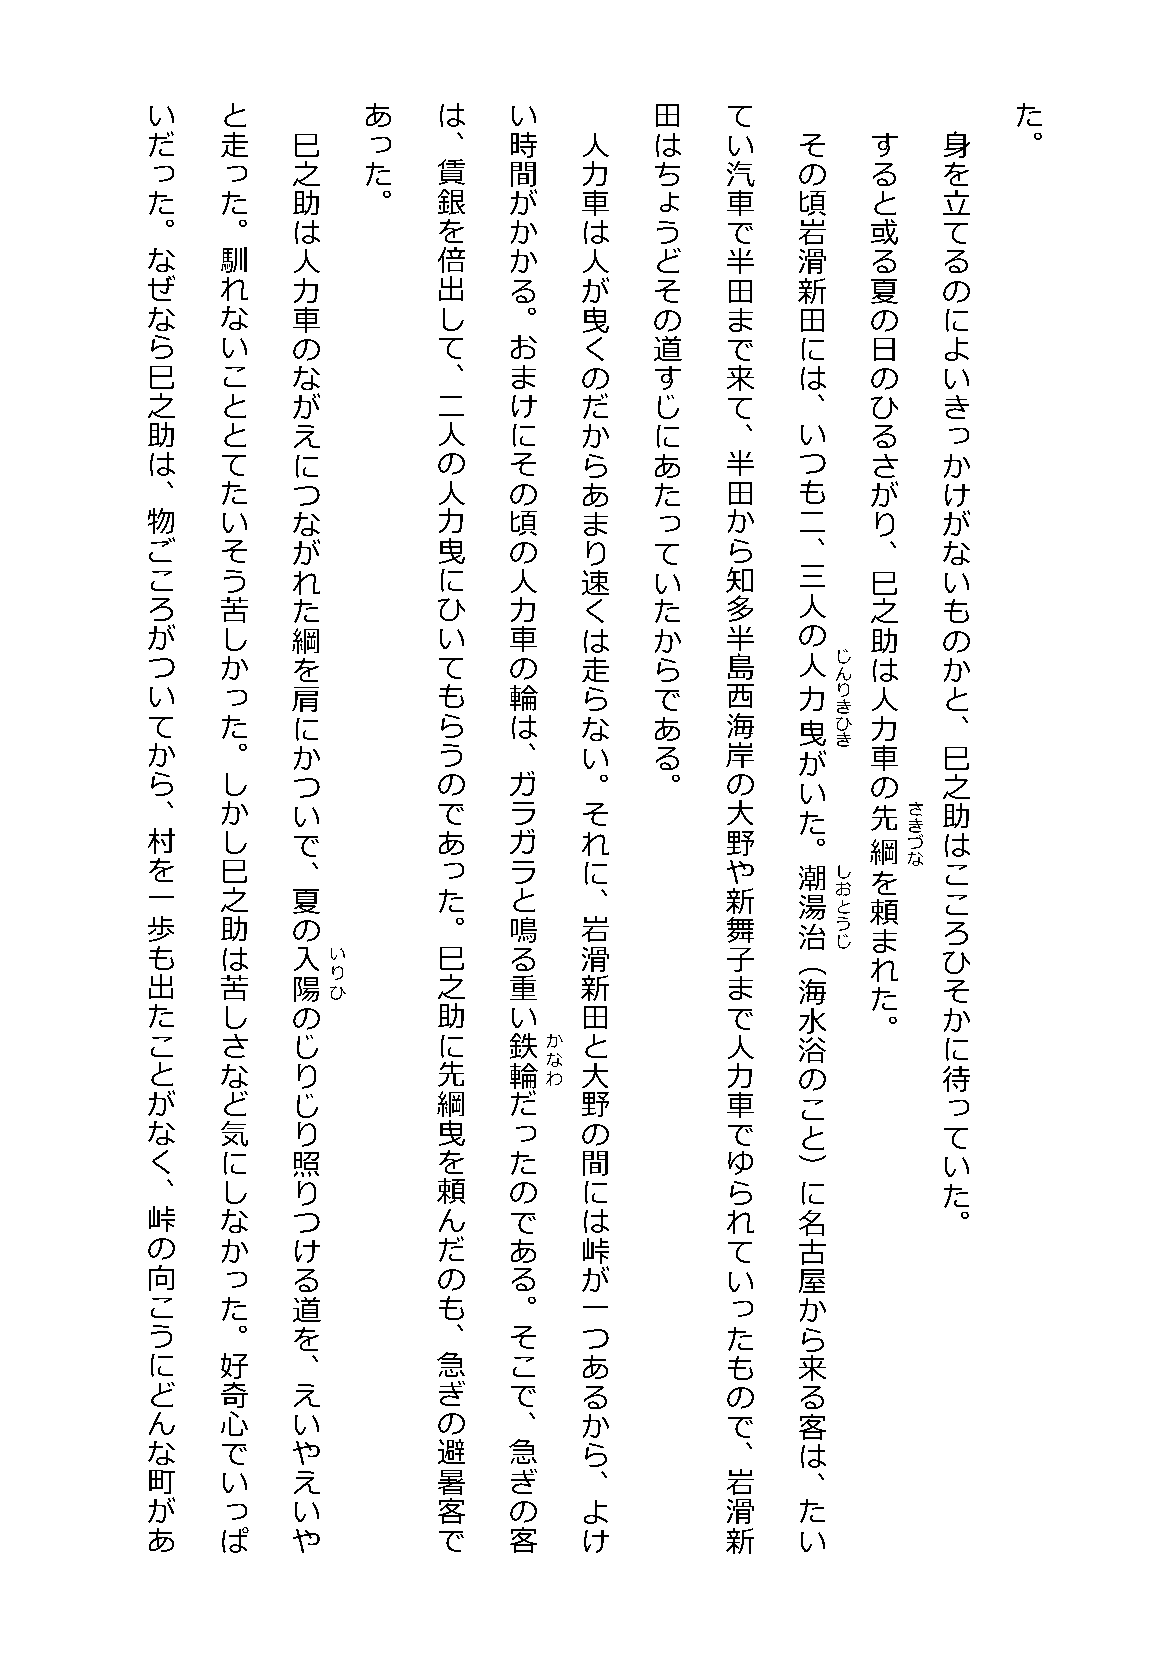 た。
　身を立てるのによいきっかけがないものかと、巳之助はこころひそかに待っていた。
　すると或る夏の日のひるさがり、巳之助は人力車の先綱を頼まれた。
さきづな
　その頃岩滑新田には、いつも二、三人の人力曳がいた。潮湯治（海水浴のこと）に名古屋から来る客は、たい
じんりきひき
しおとうじ
てい汽車で半田まで来て、半田から知多半島西海岸の大野や新舞子まで人力車でゆられていったもので、岩滑新
田はちょうどその道すじにあたっていたからである。
　人力車は人が曳くのだからあまり速くは走らない。それに、岩滑新田と大野の間には峠が一つあるから、よけ
い時間がかかる。おまけにその頃の人力車の輪は、ガラガラと鳴る重い鉄輪だったのである。そこで、急ぎの客
かなわ
は、賃銀を倍出して、二人の人力曳にひいてもらうのであった。巳之助に先綱曳を頼んだのも、急ぎの避暑客で
あった。
　巳之助は人力車のながえにつながれた綱を肩にかついで、夏の入陽のじりじり照りつける道を、えいやえいや
いりひ
と走った。馴れないこととてたいそう苦しかった。しかし巳之助は苦しさなど気にしなかった。好奇心でいっぱ
いだった。なぜなら巳之助は、物ごころがついてから、村を一歩も出たことがなく、峠の向こうにどんな町があ